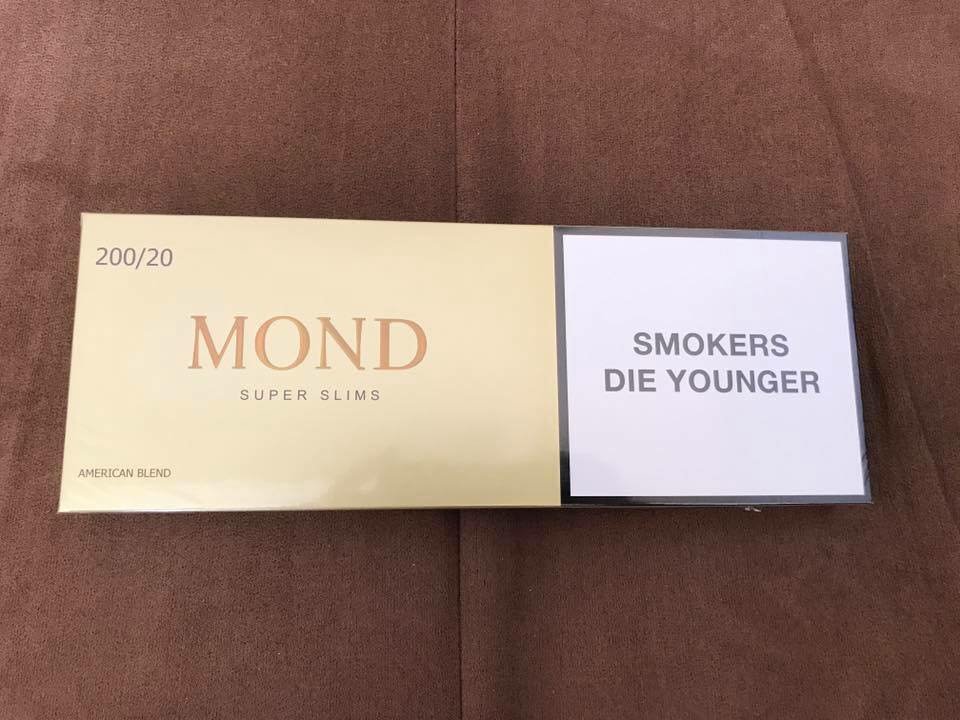 200/20
MOND
SUPER SLIMS
AMERICAN BLEND
SMOKERS
DIE YOUNGER